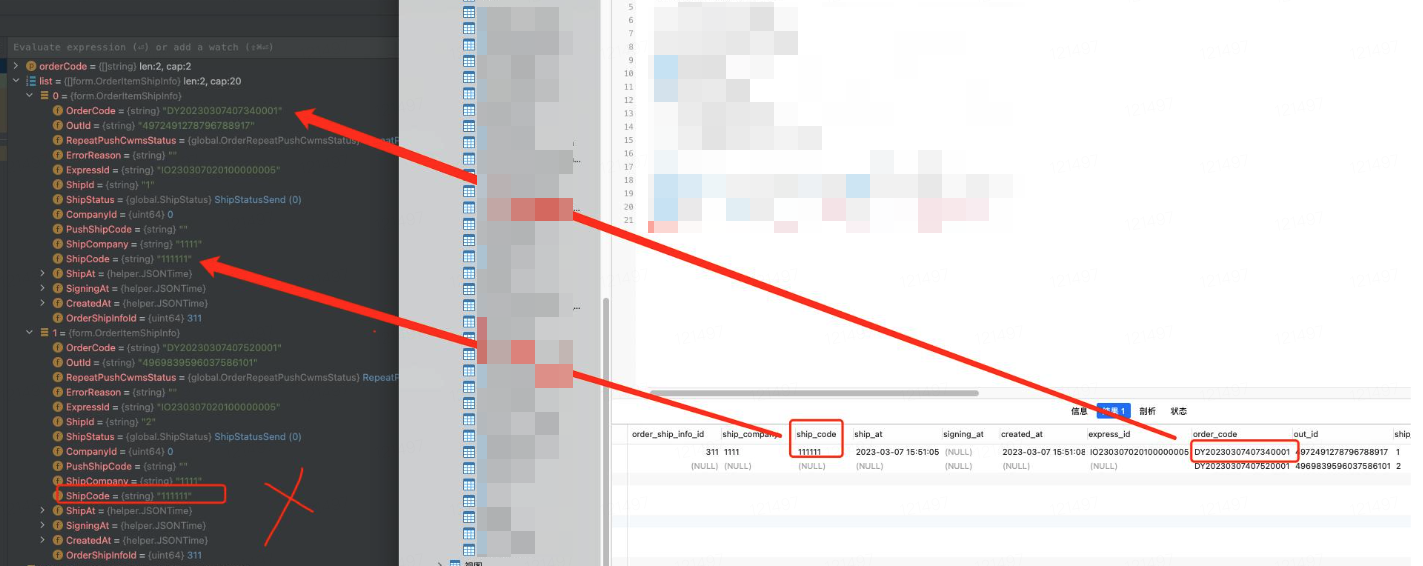 Evaluate expression (⏎) or add a watch (⇧⌘⏎)
orderCode = {[]string} len:2, cap:2
list = {[]form.OrderItemShipInfo} len:2, cap:20
0 = {form.OrderItemShipInfo}
OrderCode = {string} "DY20230307407340001"
OutId = {string} "4972491278796788917"
RepeatPushCwmsStatus = {global.OrderRepeatPushCwmsStatus}
ErrorReason = {string} ""
ExpressId = {string} "IO230307020100000005"
ShipId = {string} "1"
ShipStatus = {global.ShipStatus} ShipStatusSend (0)
CompanyId = {uint64} 0
PushShipCode = {string} ""
ShipCompany = {string} "1111"
ShipCode = {string} "111111"
ShipAt = {helper.JSONTime}
SigningAt = {helper.JSONTime}
CreatedAt = {helper.JSONTime}
OrderShipInfoId = {uint64} 311
1 = {form.OrderItemShipInfo}
OrderCode = {string} "DY20230307407520001"
OutId = {string} "4969839596037586101"
RepeatPushCwmsStatus = {global.OrderRepeatPushCwmsStatus} RepeatP
ErrorReason = {string} ""
ExpressId = {string} "IO230307020100000005"
ShipId = {string} "2"
ShipStatus = {global.ShipStatus} ShipStatusSend (0)
CompanyId = {uint64} 0
PushShipCode = {string} ""
ShipCompany = {string} "1111"
ShipCode = {string} "111111"
ShipAt = {helper.JSONTime}
SigningAt = {helper.JSONTime}
CreatedAt = {helper.JSONTime}
OrderShipInfoId = {uint64} 311
视图
5
6
7
8
9
10
11
12
13
14
15
16
17
18
19
20
21
信息 结果 1 剖析 状态
order_ship_info_id ship_company ship_code ship_at signing_at created_at express_id order_code out_id ship_
311 1111 111111 2023-03-07 15:51:05 (NULL) 2023-03-07 15:51:08 IO230307020100000005 DY20230307407340001 4972491278796788917 1
(NULL) (NULL) (NULL) (NULL) (NULL) (NULL) (NULL) DY20230307407520001 4969839596037586101 2